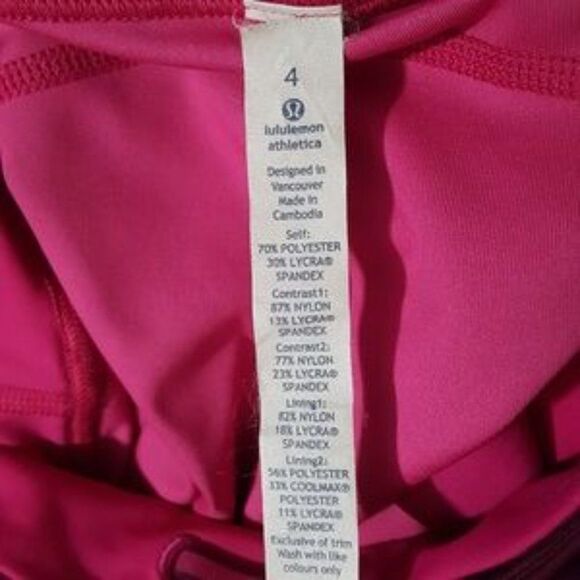 4
lululemon
athletica
Designed in
Vancouver
Made in
Cambodia
Self:
70% POLYESTER
30% LYCRA®
SPANDEX
Contrast1:
87% NYLON
13% LYCRA®
SPANDEX
Contrast2:
77% NYLON
23% LYCRA®
SPANDEX
Lining1:
82% NYLON
18% LYCRA®
SPANDEX
Lining2:
56% POLYESTER
33% COOLMAX®
POLYESTER
11% LYCRA®
SPANDEX
Exclusive of trim
Wash with like
colours only